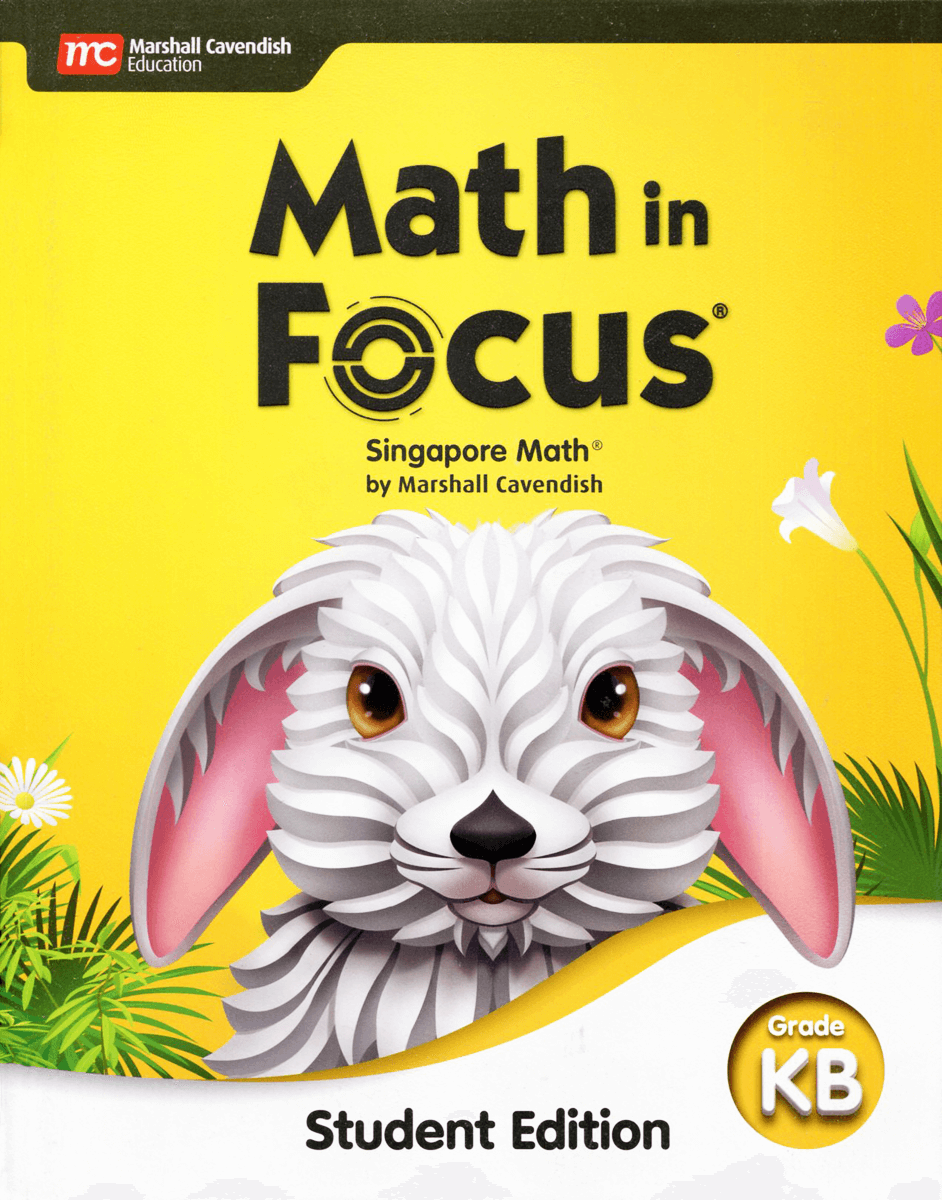 mc Marshall Cavendish
Education
Math in
Focus®
Singapore Math®
by Marshall Cavendish
Grade
KB
Student Edition